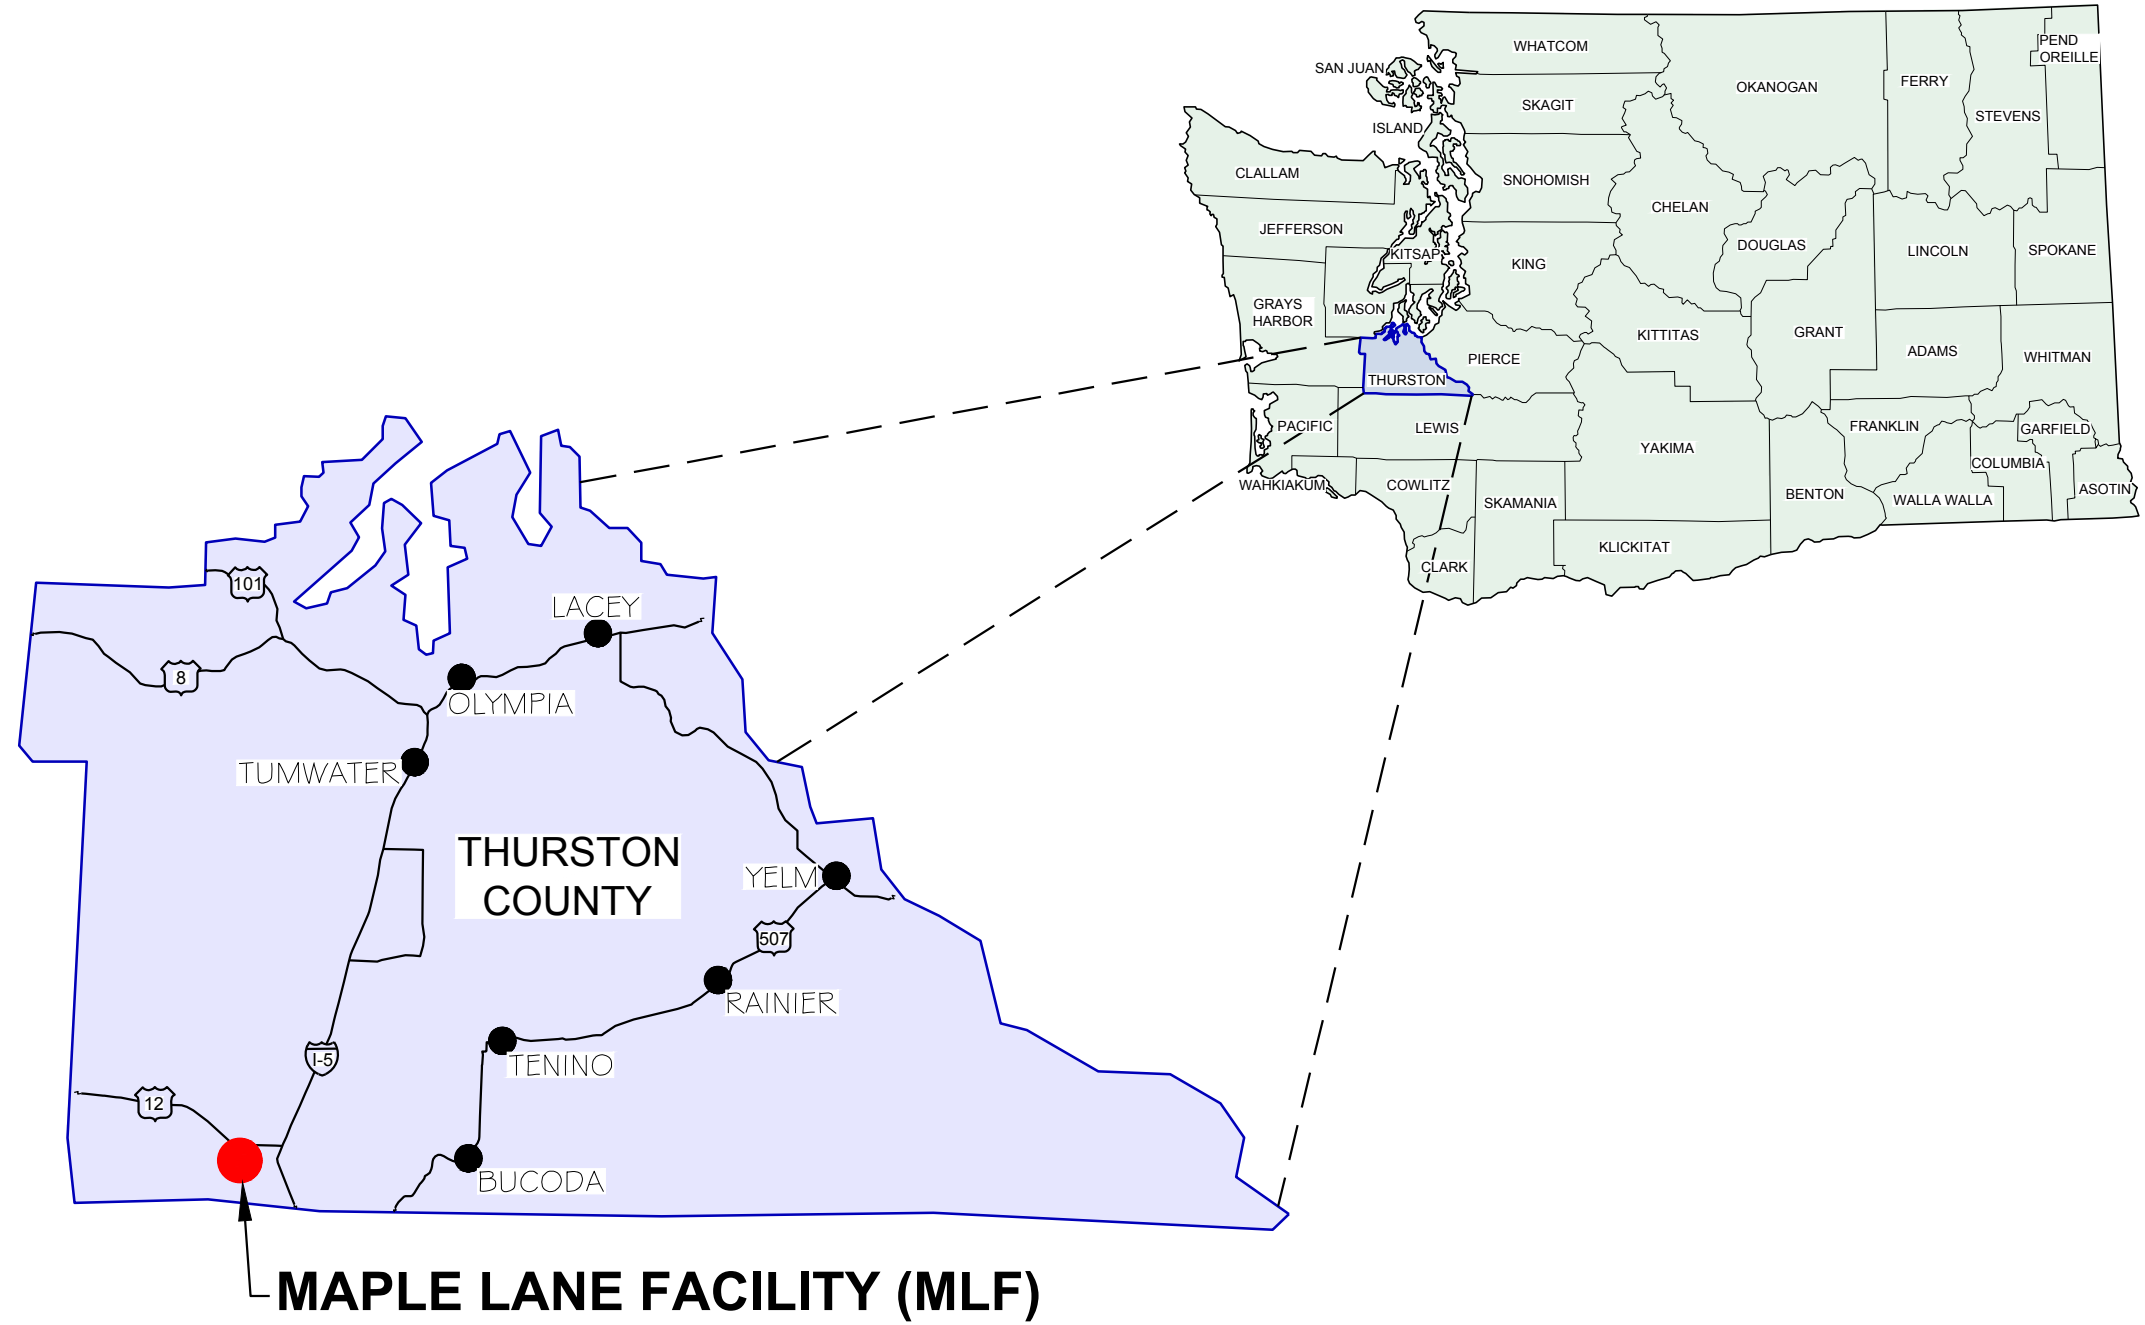 WHATCOM
PEND
OREILLE
SAN JUAN
OKANOGAN
FERRY
SKAGIT
STEVENS
ISLAND
CLALLAM
SNOHOMISH
CHELAN
JEFFERSON
DOUGLAS
KITSAP
LINCOLN
SPOKANE
KING
GRAYS
HARBOR
MASON
KITTITAS
GRANT
ADAMS
WHITMAN
PIERCE
THURSTON
PACIFIC
LEWIS
FRANKLIN
GARFIELD
YAKIMA
COLUMBIA
WAHKIAKUM
COWLITZ
SKAMANIA
BENTON
WALLA WALLA
ASOTIN
KLICKITAT
CLARK
101
LACEY
8
OLYMPIA
TUMWATER
THURSTON
COUNTY
YELM
507
RAINIER
I-5
TENINO
12
BUCODA
MAPLE LANE FACILITY (MLF)